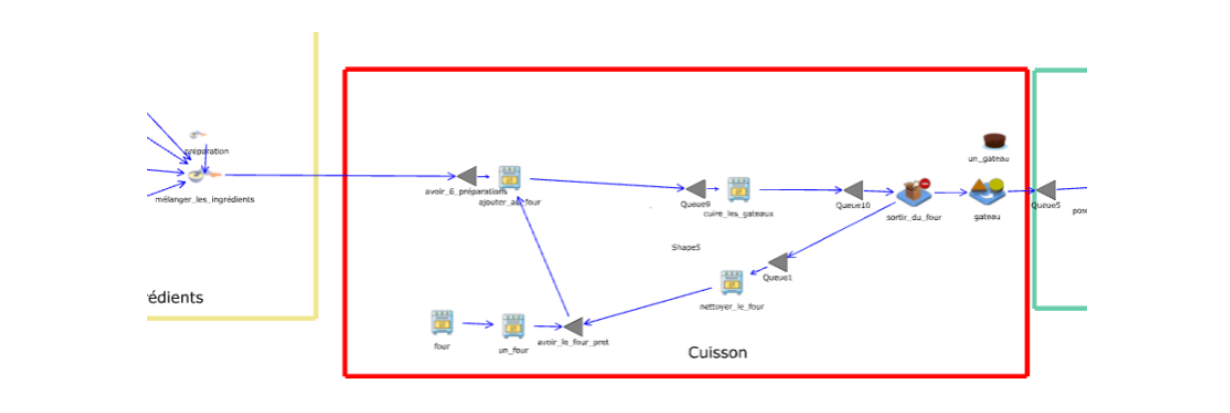 préparation
mélanger_les_ingrédients
rédients
avoir_6_préparations
ajouter_au_four
Queue9
cuire_les_gateaux
Queue10
sortir_du_four
un_gateau
gateau
Queue5
Shape5
Queue1
nettoyer_le_four
four
un_four
avoir_le_four_pret
Cuisson